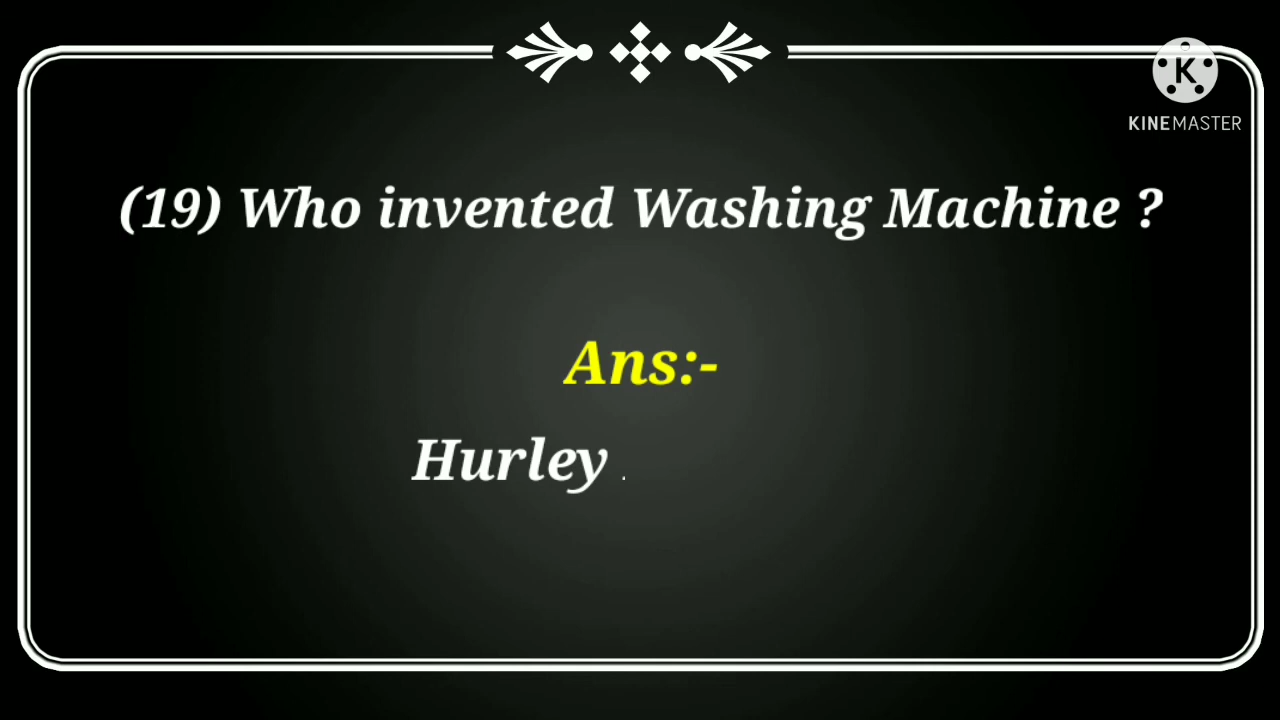 K
KINEMASTER
(19) Who invented Washing Machine ?
Ans:-
Hurley .